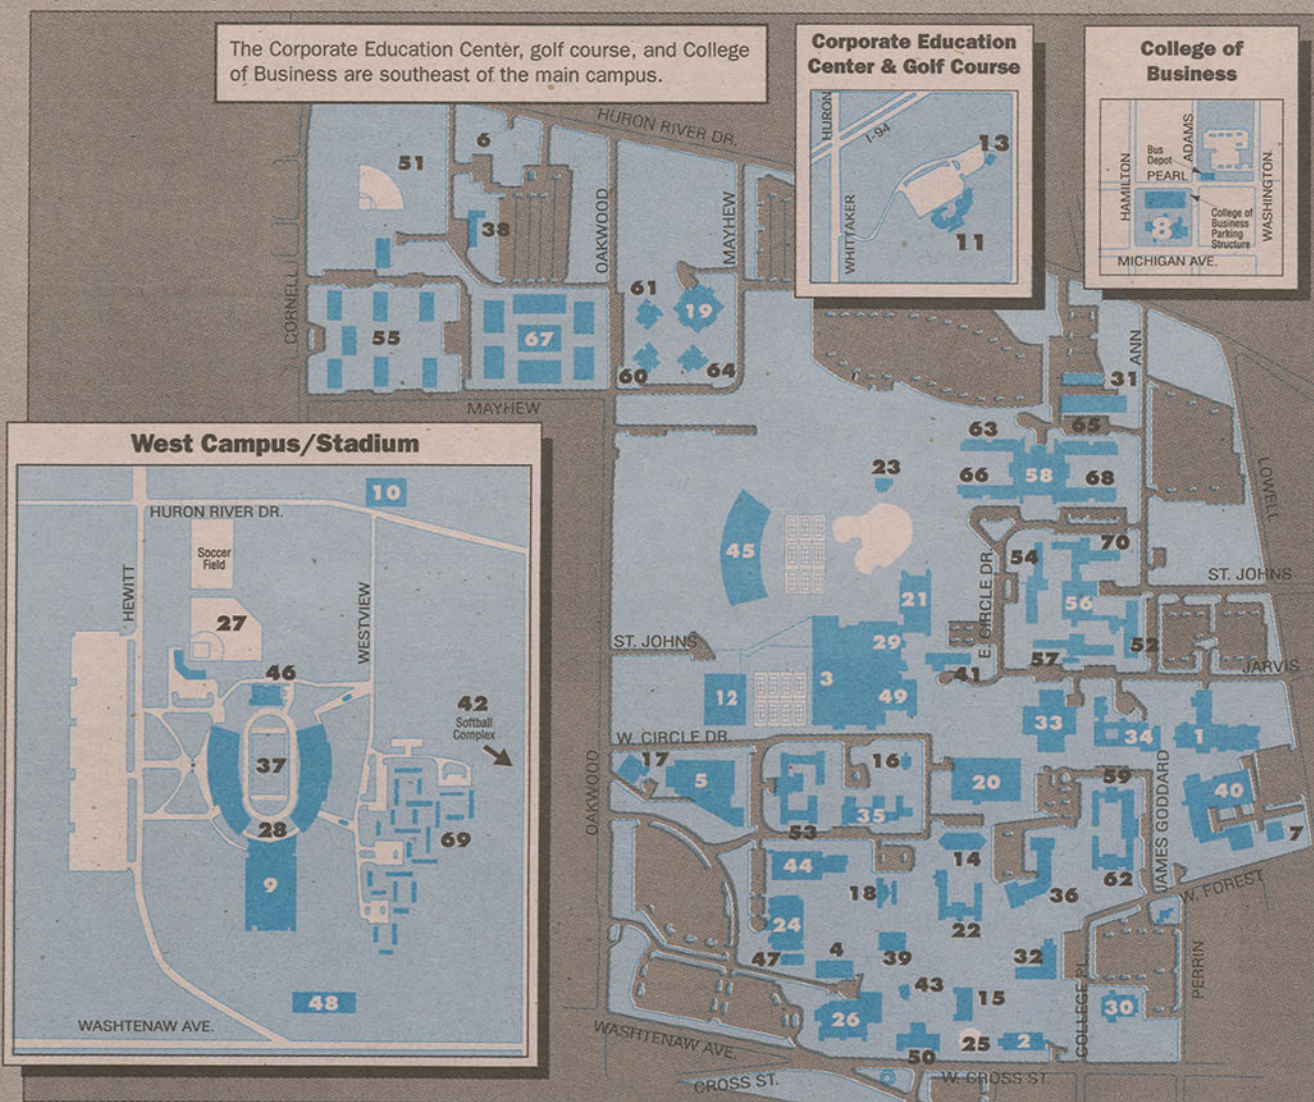 The Corporate Education Center, golf course, and College
of Business are southeast of the main campus.
Corporate Education
Center & Golf Course
HURON
I-94
13
WHITTAKER
11
College of
Business
HAMILTON
ADAMS
WASHINGTON
Bus
Depot
PEARL
8
College of
Business
Parking
Structure
MICHIGAN AVE.
HURON RIVER DR.
51
6
38
OAKWOOD
MAYHEW
CORNELL
61
19
55
67
60
64
MAYHEW
ANN
31
65
63
66
58
68
LOWELL
23
45
70
54
E. CIRCLE DR.
56
ST. JOHNS
21
52
57
JARVIS
ST. JOHNS
29
3
41
12
49
33
34
1
W. CIRCLE DR.
17
5
16
20
59
JAMES GODDARD
40
7
OAKWOOD
35
53
44
14
18
36
62
W. FOREST
24
22
47
4
39
32
PERRIN
43
15
26
30
COLLEGE PL.
50
25
2
WASHTENAW AVE.
CROSS ST.
W. CROSS ST.
West Campus/Stadium
10
HURON RIVER DR.
Soccer
Field
HEWITT
27
WESTVIEW
46
42
Softball
Complex
37
28
69
9
48
WASHTENAW AVE.